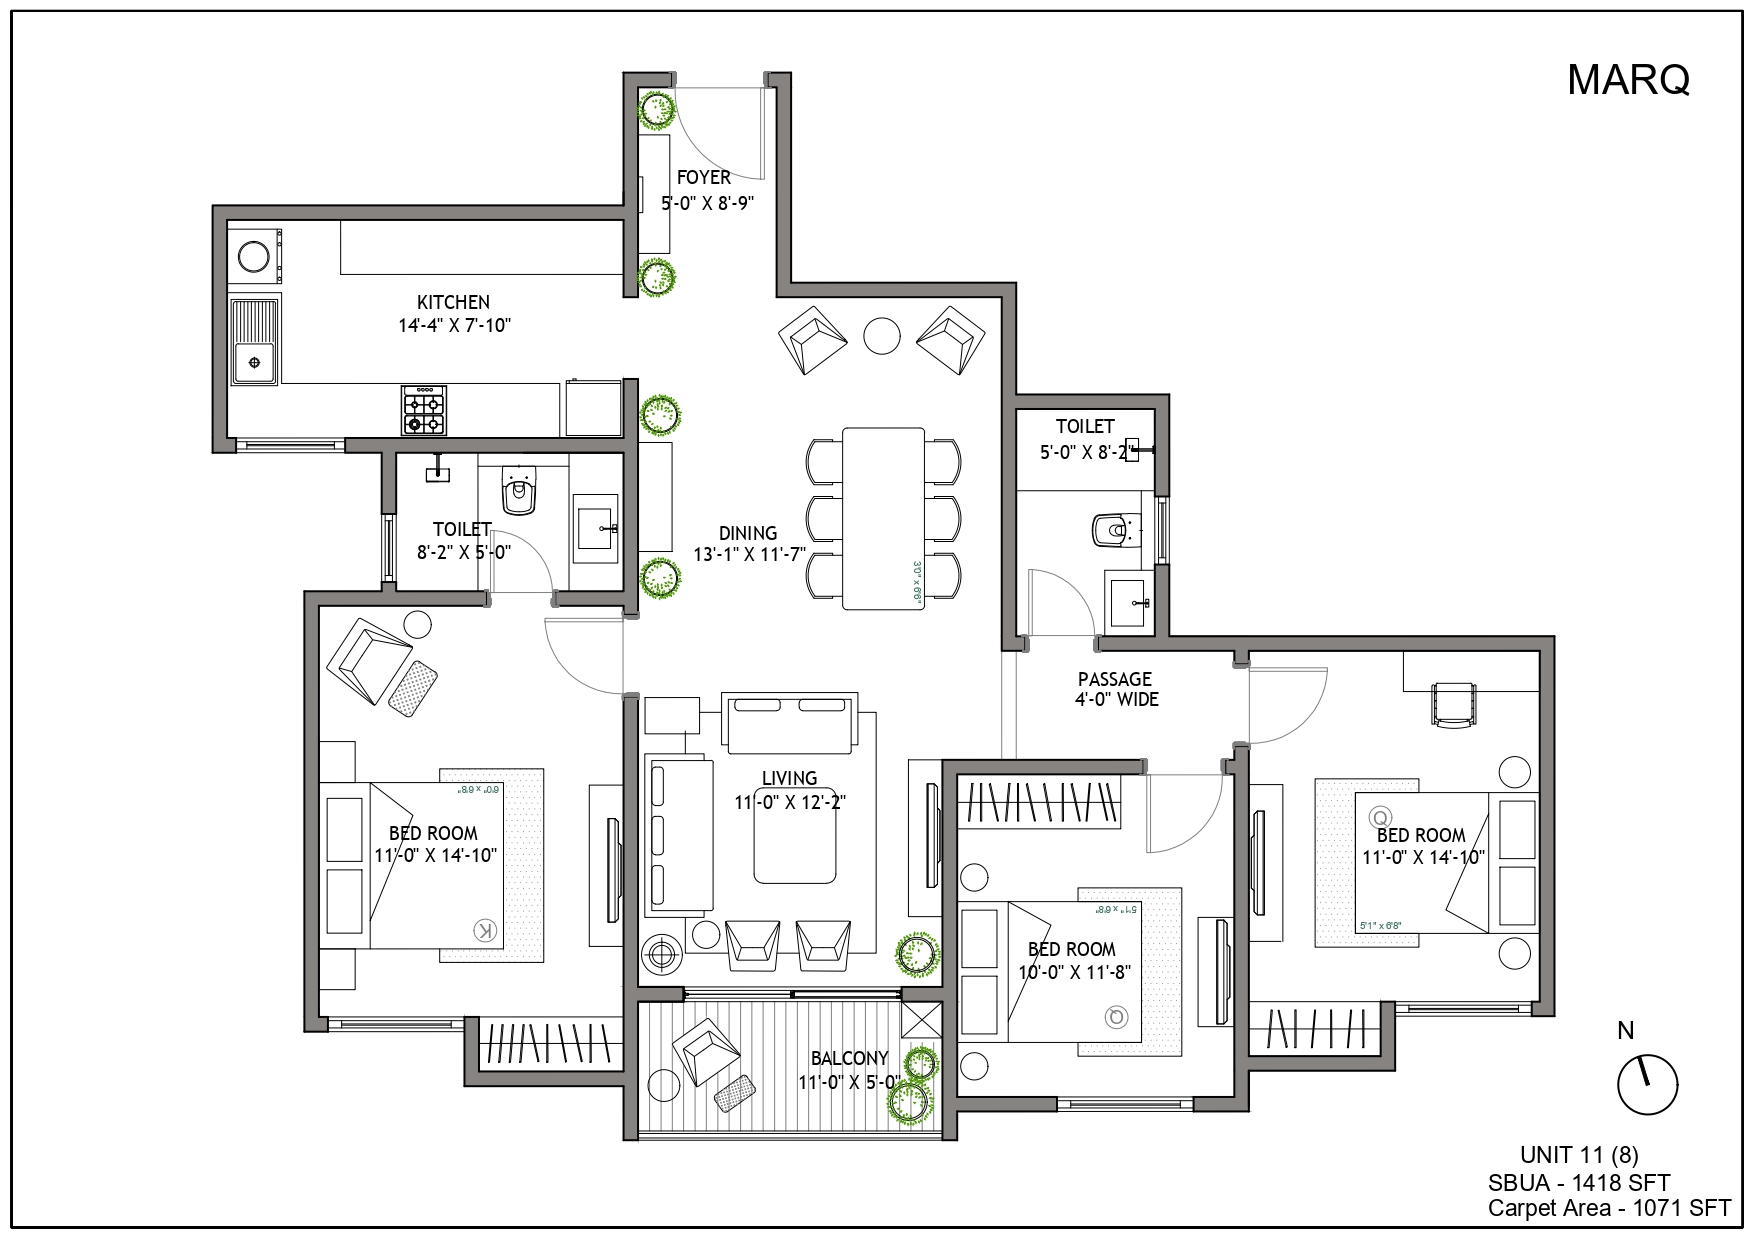 MARQ
FOYER
5'-0" X 8'-9"
KITCHEN
14'-4" X 7'-10"
TOILET
5'-0" X 8'-2"
TOILET
8'-2" X 5'-0"
DINING
13'-1" X 11'-7"
3'0" x 6'6"
PASSAGE
4'-0" WIDE
LIVING
11'-0" X 12'-2"
6'0" x 6'8"
BED ROOM
11'-0" X 14'-10"
K
Q
BED ROOM
11'-0" X 14'-10"
5'1" x 6'8"
5'1" x 6'8"
BED ROOM
10'-0" X 11'-8"
Q
BALCONY
11'-0" X 5'-0"
N
UNIT 11 (8)
SBUA - 1418 SFT
Carpet Area - 1071 SFT